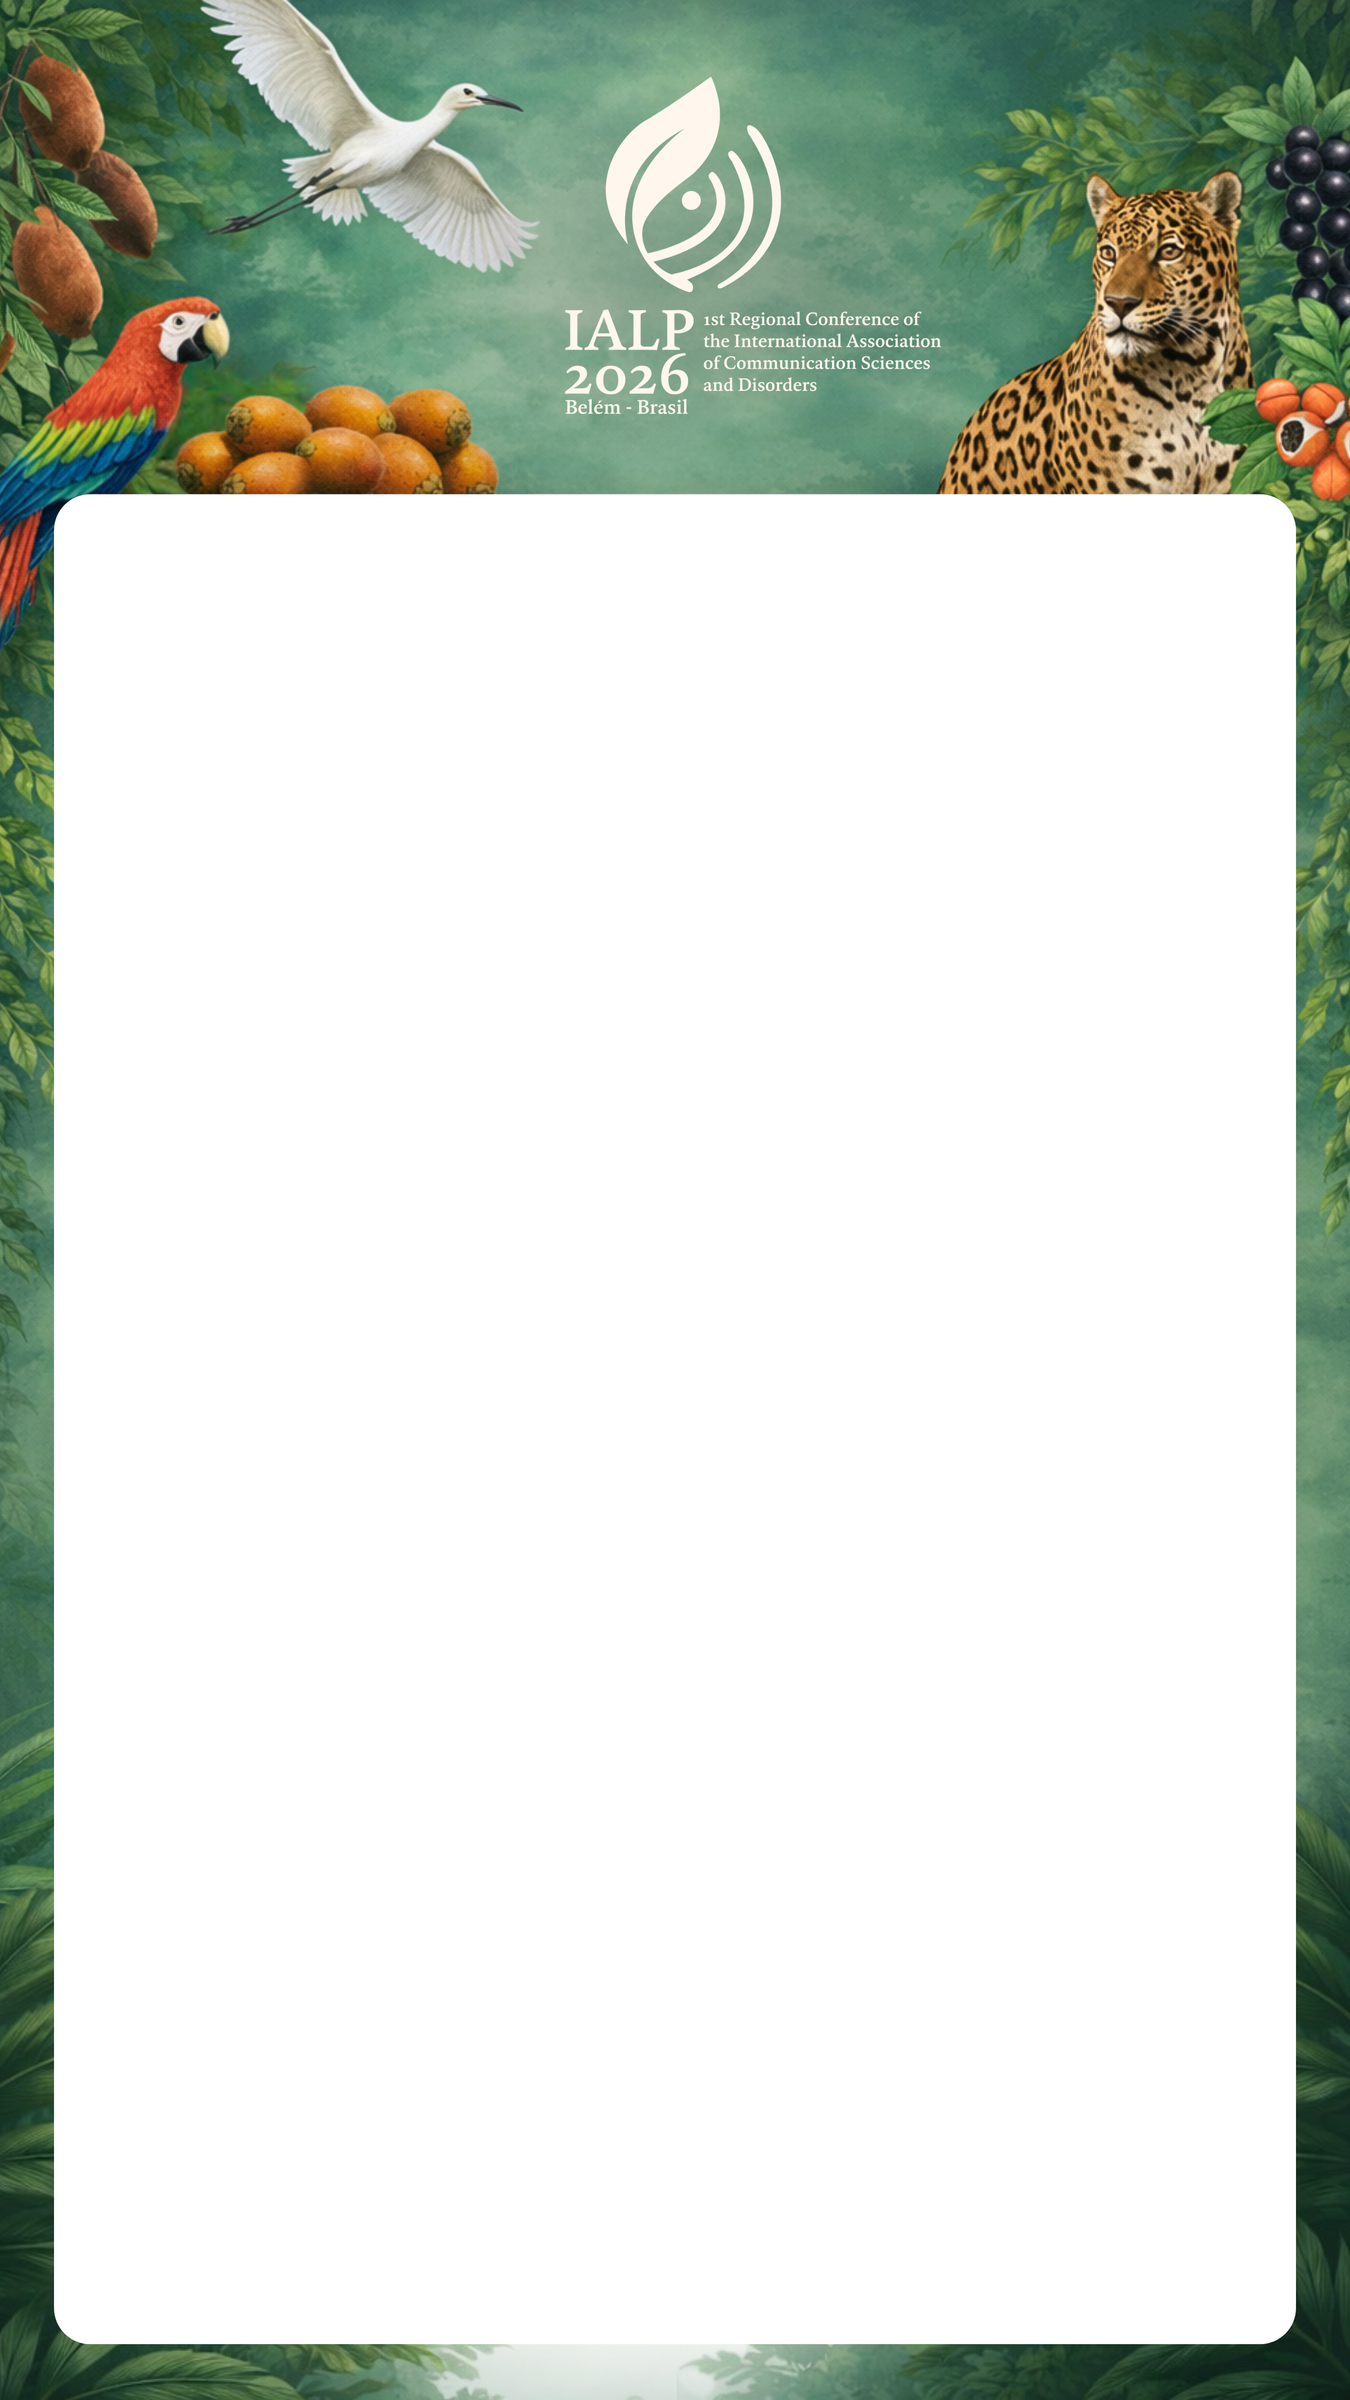 IALP
2026
Belém - Brasil
1st Regional Conference of
the International Association
of Communication Sciences
and Disorders